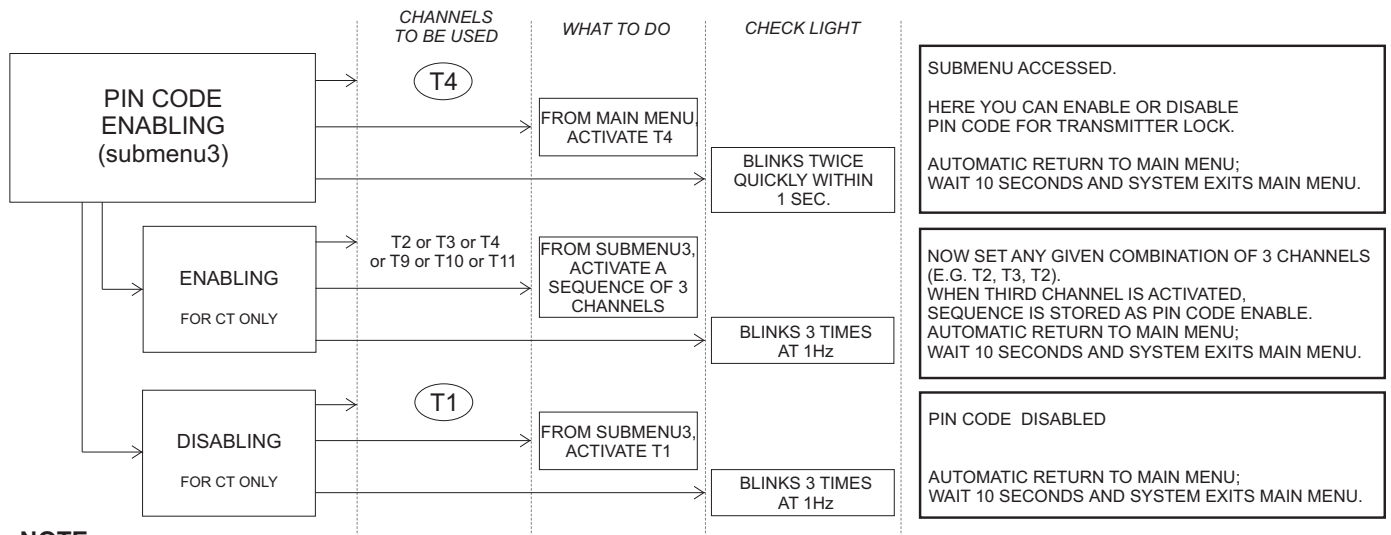 CHANNELS
TO BE USED
WHAT TO DO
CHECK LIGHT
PIN CODE
ENABLING
(submenu3)
T4
FROM MAIN MENU,
ACTIVATE T4
BLINKS TWICE
QUICKLY WITHIN
1 SEC.
SUBMENU ACCESSED.
HERE YOU CAN ENABLE OR DISABLE
PIN CODE FOR TRANSMITTER LOCK.
AUTOMATIC RETURN TO MAIN MENU;
WAIT 10 SECONDS AND SYSTEM EXITS MAIN MENU.
ENABLING
FOR CT ONLY
T2 or T3 or T4
or T9 or T10 or T11
FROM SUBMENU3,
ACTIVATE A
SEQUENCE OF 3
CHANNELS
BLINKS 3 TIMES
AT 1Hz
NOW SET ANY GIVEN COMBINATION OF 3 CHANNELS
(E.G. T2, T3, T2).
WHEN THIRD CHANNEL IS ACTIVATED,
SEQUENCE IS STORED AS PIN CODE ENABLE.
AUTOMATIC RETURN TO MAIN MENU;
WAIT 10 SECONDS AND SYSTEM EXITS MAIN MENU.
DISABLING
FOR CT ONLY
T1
FROM SUBMENU3,
ACTIVATE T1
BLINKS 3 TIMES
AT 1Hz
PIN CODE DISABLED
AUTOMATIC RETURN TO MAIN MENU;
WAIT 10 SECONDS AND SYSTEM EXITS MAIN MENU.